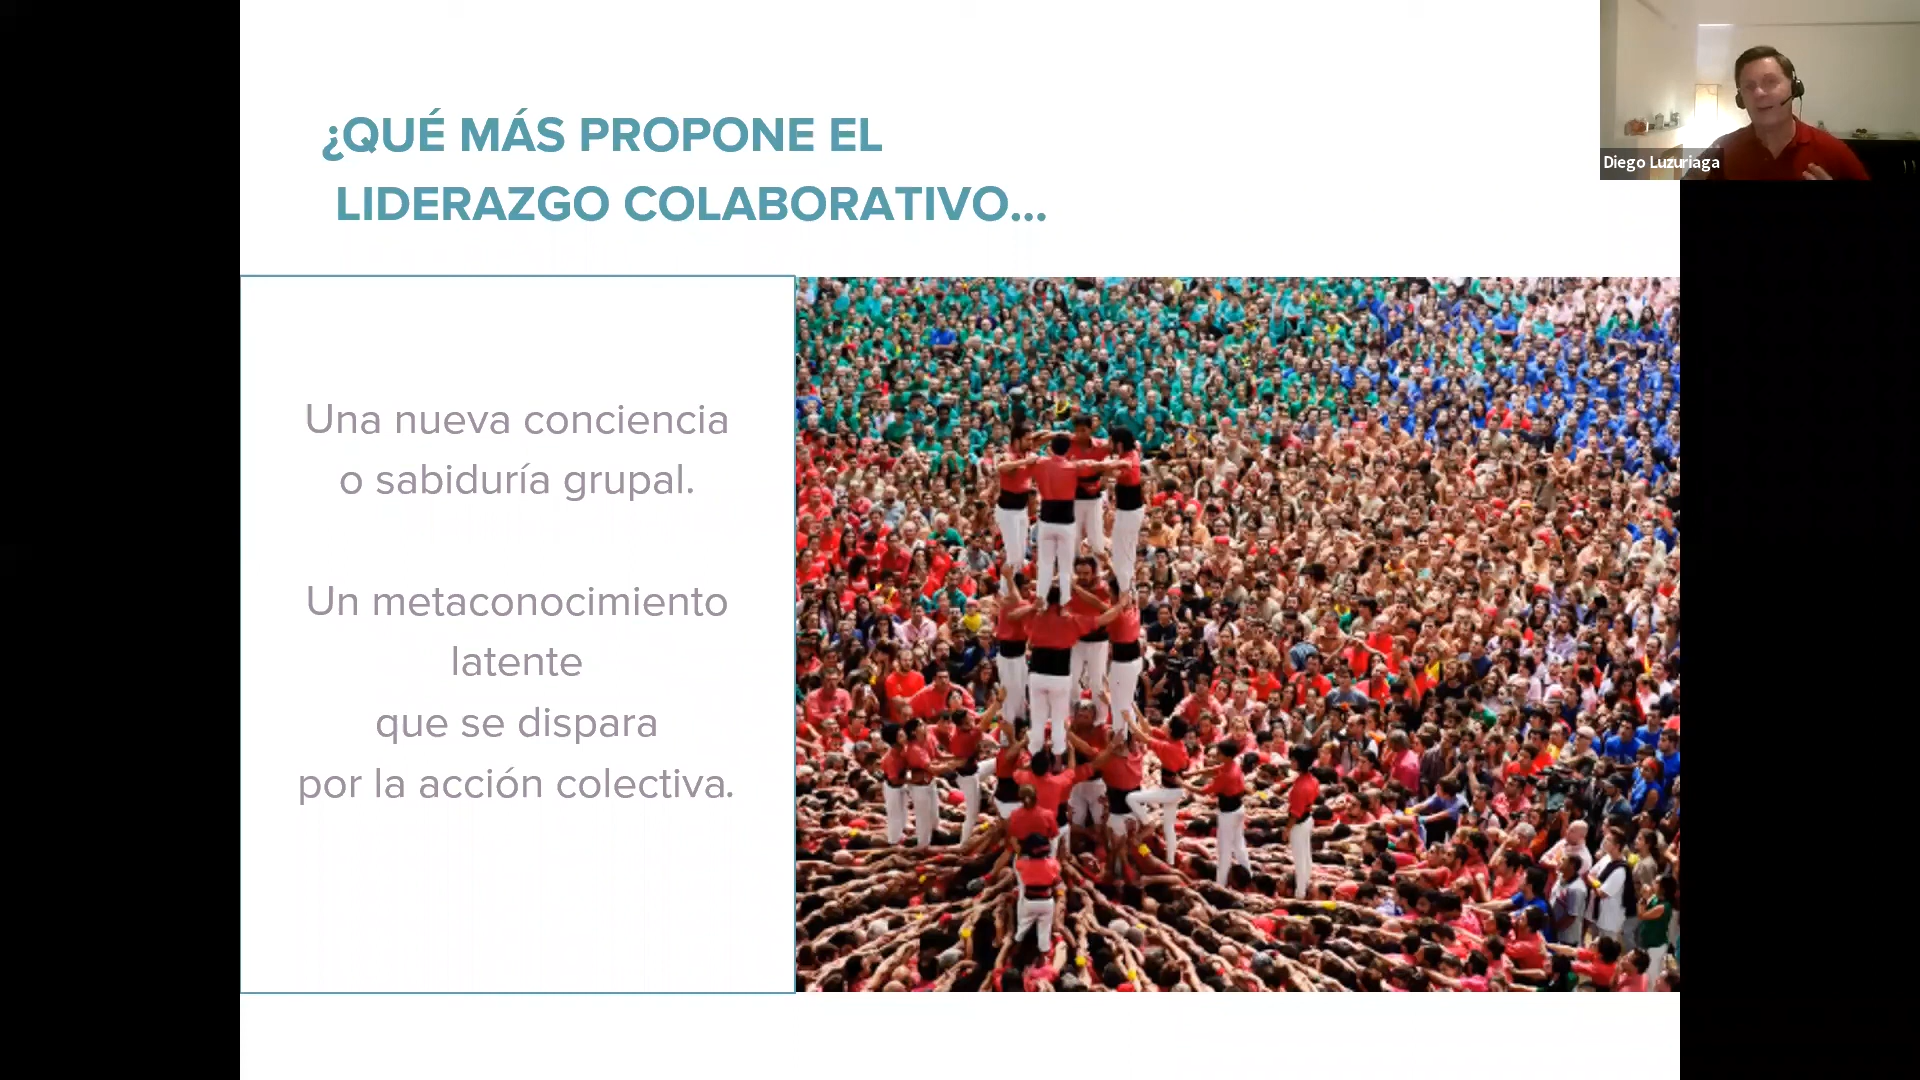 ¿QUÉ MÁS PROPONE EL
LIDERAZGO COLABORATIVO...
Diego Luzuriaga
Una nueva conciencia
o sabiduría grupal.
Un metaconocimiento
latente
que se dispara
por la acción colectiva.